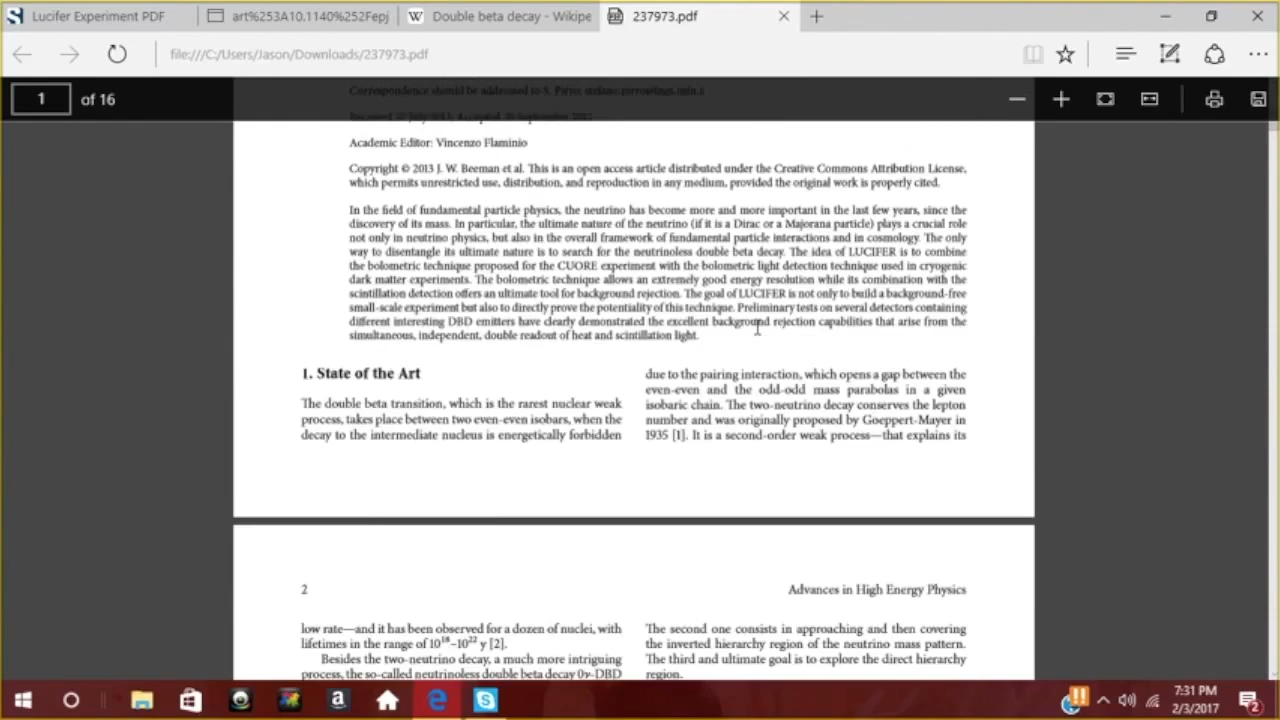 Lucifer Experiment PDF
art%253A10.1140%252Fepj
W Double beta decay - Wikipe
237973.pdf
file:///C:/Users/Jason/Downloads/237973.pdf
1 of 16
Correspondence should be addressed to S. Pirro; stefano.pirro@lngs.infn.it
Academic Editor: Vincenzo Flaminio
Copyright © 2013 J. W. Beeman et al. This is an open access article distributed under the Creative Commons Attribution License,
which permits unrestricted use, distribution, and reproduction in any medium, provided the original work is properly cited.
In the field of fundamental particle physics, the neutrino has become more and more important in the last few years, since the
discovery of its mass. In particular, the ultimate nature of the neutrino (if it is a Dirac or a Majorana particle) plays a crucial role
not only in neutrino physics, but also in the overall framework of fundamental particle interactions and in cosmology. The only
way to disentangle its ultimate nature is to search for the neutrinoless double beta decay. The idea of LUCIFER is to combine
the bolometric technique proposed for the CUORE experiment with the bolometric light detection technique used in cryogenic
dark matter experiments. The bolometric technique allows an extremely good energy resolution while its combination with the
scintillation detection offers an ultimate tool for background rejection. The goal of LUCIFER is not only to build a background-free
small-scale experiment but also to directly prove the potentiality of this technique. Preliminary tests on several detectors containing
different interesting DBD emitters have clearly demonstrated the excellent background rejection capabilities that arise from the
simultaneous, independent, double readout of heat and scintillation light.
1. State of the Art
The double beta transition, which is the rarest nuclear weak
process, takes place between two even-even isobars, when the
decay to the intermediate nucleus is energetically forbidden
due to the pairing interaction, which opens a gap between the
even-even and the odd-odd mass parabolas in a given
isobaric chain. The two-neutrino decay conserves the lepton
number and was originally proposed by Goeppert-Mayer in
1935 [1]. It is a second-order weak process—that explains its
2
Advances in High Energy Physics
low rate—and it has been observed for a dozen of nuclei, with
lifetimes in the range of 10¹⁸–10²² y [2].
Besides the two-neutrino decay, a much more intriguing
process, the so-called neutrinoless double beta decay 0ν-DBD
The second one consists in approaching and then covering
the inverted hierarchy region of the neutrino mass pattern.
The third and ultimate goal is to explore the direct hierarchy
region.
7:31 PM
2/3/2017
2